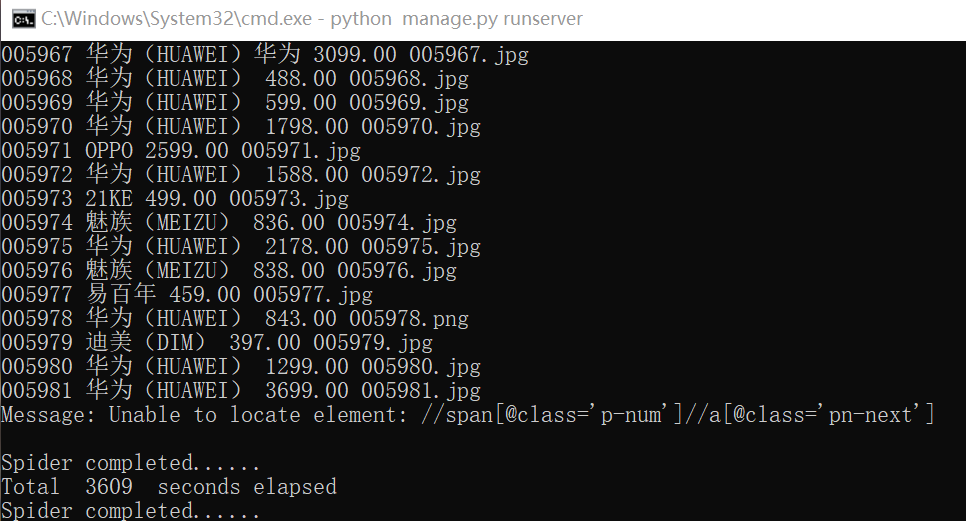 C:\Windows\System32\cmd.exe - python  manage.py runserver
005967 华为（HUAWEI）华为 3099.00 005967.jpg
005968 华为（HUAWEI） 488.00 005968.jpg
005969 华为（HUAWEI） 599.00 005969.jpg
005970 华为（HUAWEI） 1798.00 005970.jpg
005971 OPPO 2599.00 005971.jpg
005972 华为（HUAWEI） 1588.00 005972.jpg
005973 21KE 499.00 005973.jpg
005974 魅族（MEIZU） 836.00 005974.jpg
005975 华为（HUAWEI） 2178.00 005975.jpg
005976 魅族（MEIZU） 838.00 005976.jpg
005977 易百年 459.00 005977.jpg
005978 华为（HUAWEI） 843.00 005978.png
005979 迪美（DIM） 397.00 005979.jpg
005980 华为（HUAWEI） 1299.00 005980.jpg
005981 华为（HUAWEI） 3699.00 005981.jpg
Message: Unable to locate element: //span[@class='p-num']//a[@class='pn-next']
Spider completed......
Total  3609  seconds elapsed
Spider completed......